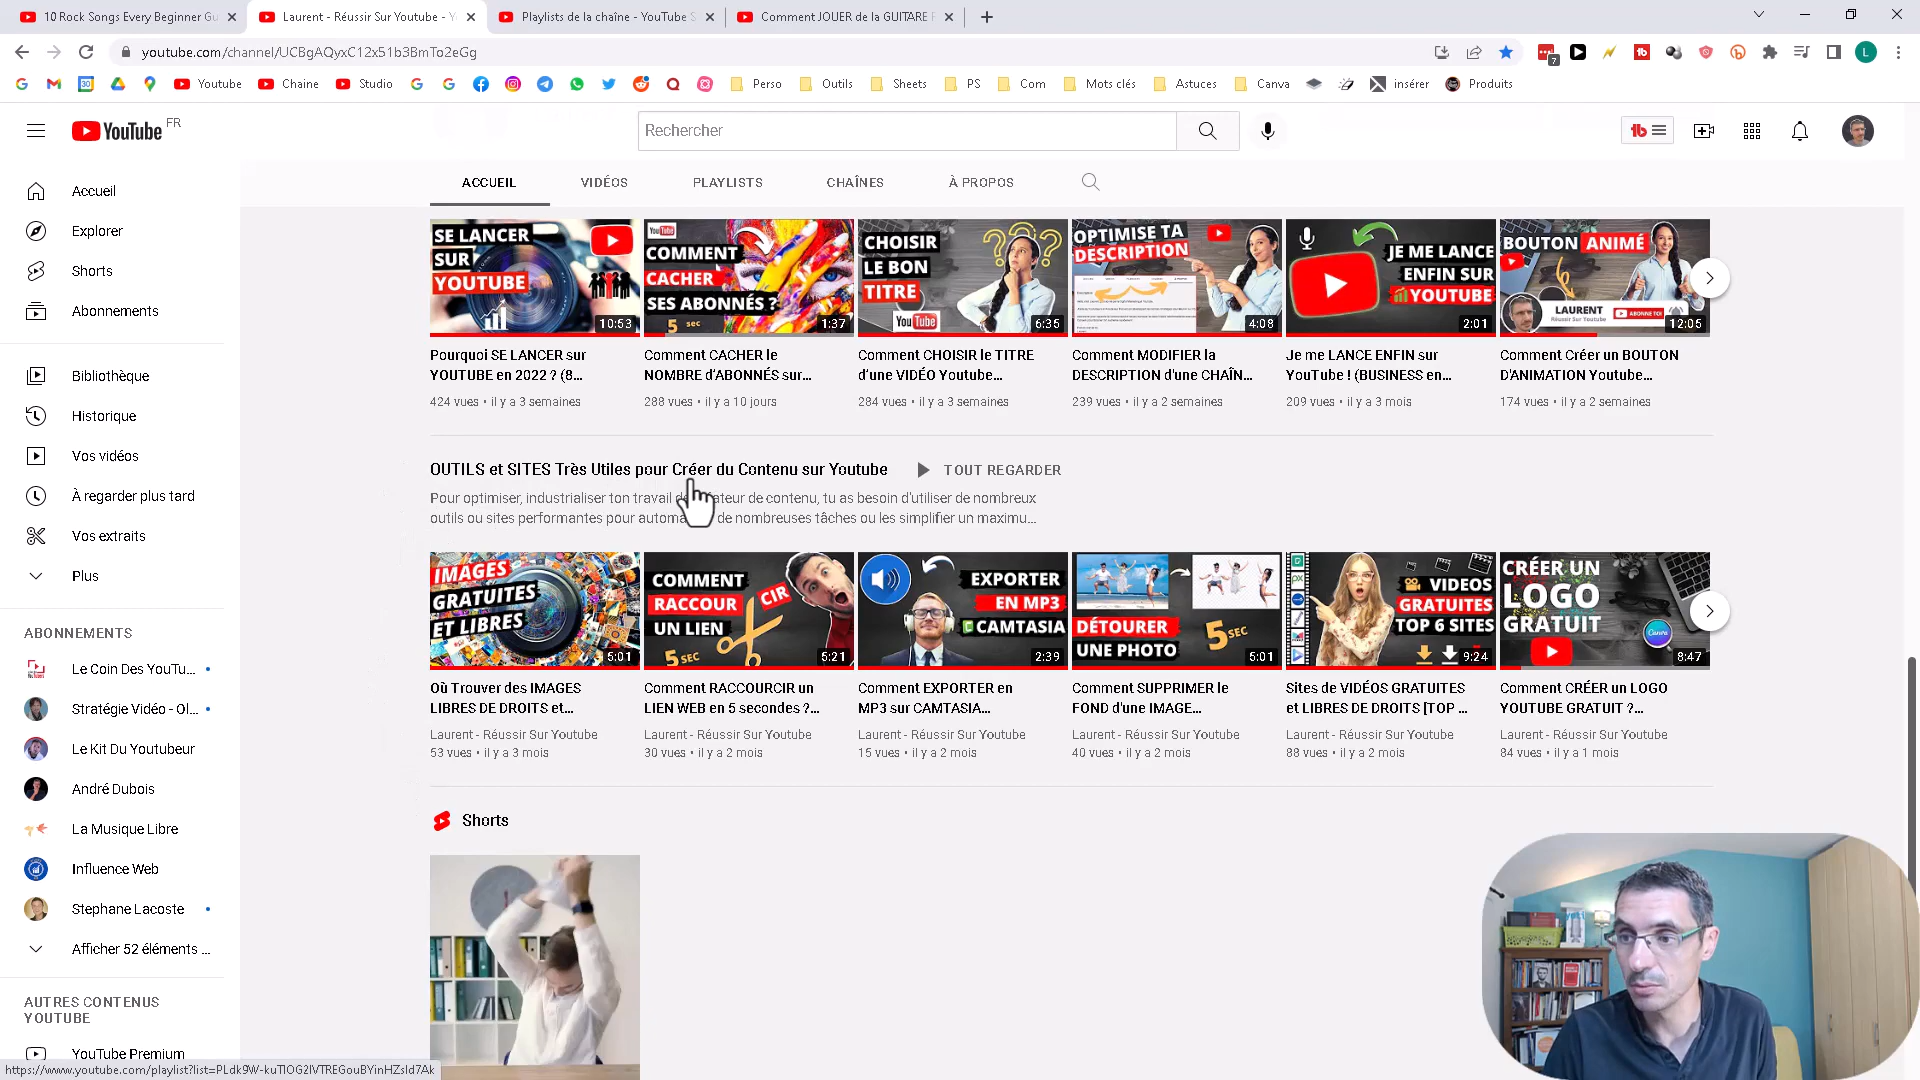 10 Rock Songs Every Beginner Gu
Laurent - Réussir Sur Youtube - Y
Playlists de la chaîne - YouTube S
Comment JOUER de la GUITARE F
youtube.com/channel/UCBgAQyxC12x51b3BmTo2eGg
Youtube
Chaine
Studio
Perso
Outils
Sheets
PS
Com
Mots clés
Astuces
Canva
insérer
Produits
YouTube FR
Rechercher
ACCUEIL
VIDÉOS
PLAYLISTS
CHAÎNES
À PROPOS
Accueil
Explorer
Shorts
Abonnements
Bibliothèque
Historique
Vos vidéos
À regarder plus tard
Vos extraits
Plus
ABONNEMENTS
Le Coin Des YouTu...
Stratégie Vidéo - Ol...
Le Kit Du Youtubeur
André Dubois
La Musique Libre
Influence Web
Stephane Lacoste
Afficher 52 éléments ...
AUTRES CONTENUS
YOUTUBE
YouTube Premium
SE LANCER
SUR
YOUTUBE
10:53
Pourquoi SE LANCER sur
YOUTUBE en 2022 ? (8...
424 vues • il y a 3 semaines
YouTube
COMMENT
CACHER
SES ABONNÉS ?
5 sec
1:37
Comment CACHER le
NOMBRE d'ABONNÉS sur...
288 vues • il y a 10 jours
CHOISIR
LE BON
TITRE
YouTube
6:35
Comment CHOISIR le TITRE
d'une VIDÉO Youtube...
284 vues • il y a 3 semaines
OPTIMISE TA
DESCRIPTION
4:08
Comment MODIFIER la
DESCRIPTION d'une CHAÎN...
239 vues • il y a 2 semaines
JE ME LANCE
ENFIN SUR
YOUTUBE
2:01
Je me LANCE ENFIN sur
YouTube ! (BUSINESS en...
209 vues • il y a 3 mois
BOUTON ANIMÉ
LAURENT
Réussir Sur Youtube
ABONNE TOI
12:05
Comment Créer un BOUTON
D'ANIMATION Youtube...
174 vues • il y a 2 semaines
OUTILS et SITES Très Utiles pour Créer du Contenu sur Youtube
TOUT REGARDER
Pour optimiser, industrialiser ton travail d ateur de contenu, tu as besoin d'utiliser de nombreux
outils ou sites performantes pour automa de nombreuses tâches ou les simplifier un maximu...
IMAGES
GRATUITES
ET LIBRES
5:01
Où Trouver des IMAGES
LIBRES DE DROITS et...
Laurent - Réussir Sur Youtube
53 vues • il y a 3 mois
COMMENT
RACCOURCIR
UN LIEN
5 SEC
5:21
Comment RACCOURCIR un
LIEN WEB en 5 secondes ?...
Laurent - Réussir Sur Youtube
30 vues • il y a 2 mois
EXPORTER
EN MP3
CAMTASIA
2:39
Comment EXPORTER en
MP3 sur CAMTASIA...
Laurent - Réussir Sur Youtube
15 vues • il y a 2 mois
DÉTOURER
UNE PHOTO
5 SEC
5:01
Comment SUPPRIMER le
FOND d'une IMAGE...
Laurent - Réussir Sur Youtube
40 vues • il y a 2 mois
VIDEOS
GRATUITES
TOP 6 SITES
9:24
Sites de VIDÉOS GRATUITES
et LIBRES DE DROITS [TOP ...
Laurent - Réussir Sur Youtube
88 vues • il y a 2 mois
CRÉER UN
LOGO
GRATUIT
Canva
8:47
Comment CRÉER un LOGO
YOUTUBE GRATUIT ?...
Laurent - Réussir Sur Youtube
84 vues • il y a 1 mois
Shorts
https://www.youtube.com/playlist?list=PLdk9W-kuTlOG2lVTREGouBYinHZsld7Ak